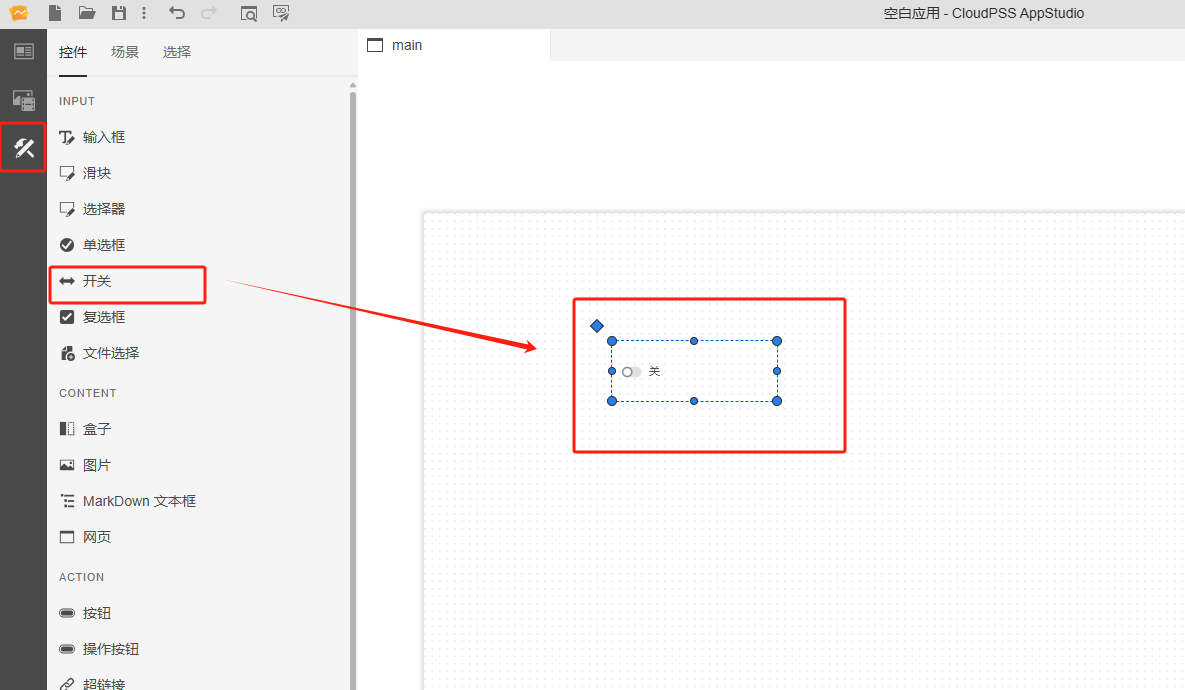 空白应用 - CloudPSS AppStudio
控件 场景 选择
main
INPUT
输入框
滑块
选择器
单选框
开关
复选框
文件选择
CONTENT
盒子
图片
MarkDown 文本框
网页
ACTION
按钮
操作按钮
超链接
关